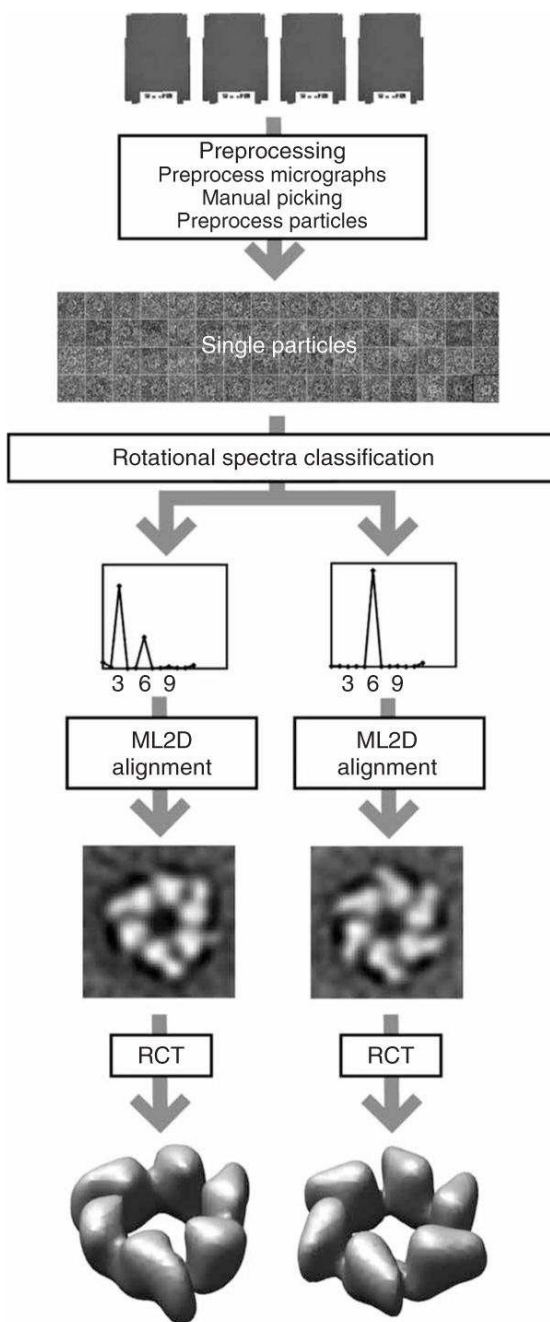 Preprocessing
Preprocess micrographs
Manual picking
Preprocess particles
Single particles
Rotational spectra classification
3 6 9
3 6 9
ML2D
alignment
ML2D
alignment
RCT
RCT